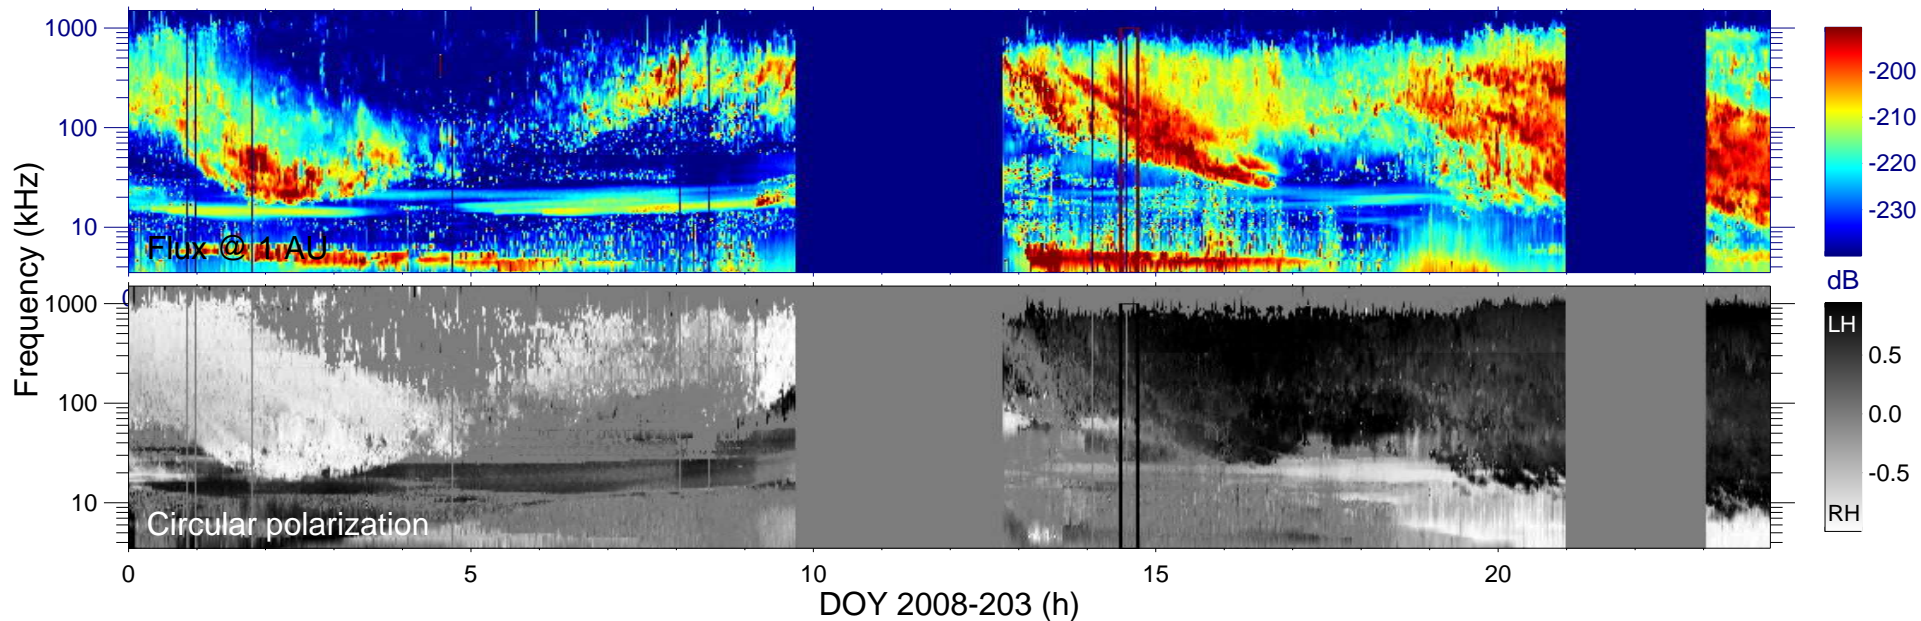 1000
100
10
Flux @ 1 AU
-200
-210
-220
-230
dB
Frequency (kHz)
1000
100
10
Circular polarization
LH
0.5
0.0
-0.5
RH
0 5 10 15 20
DOY 2008-203 (h)